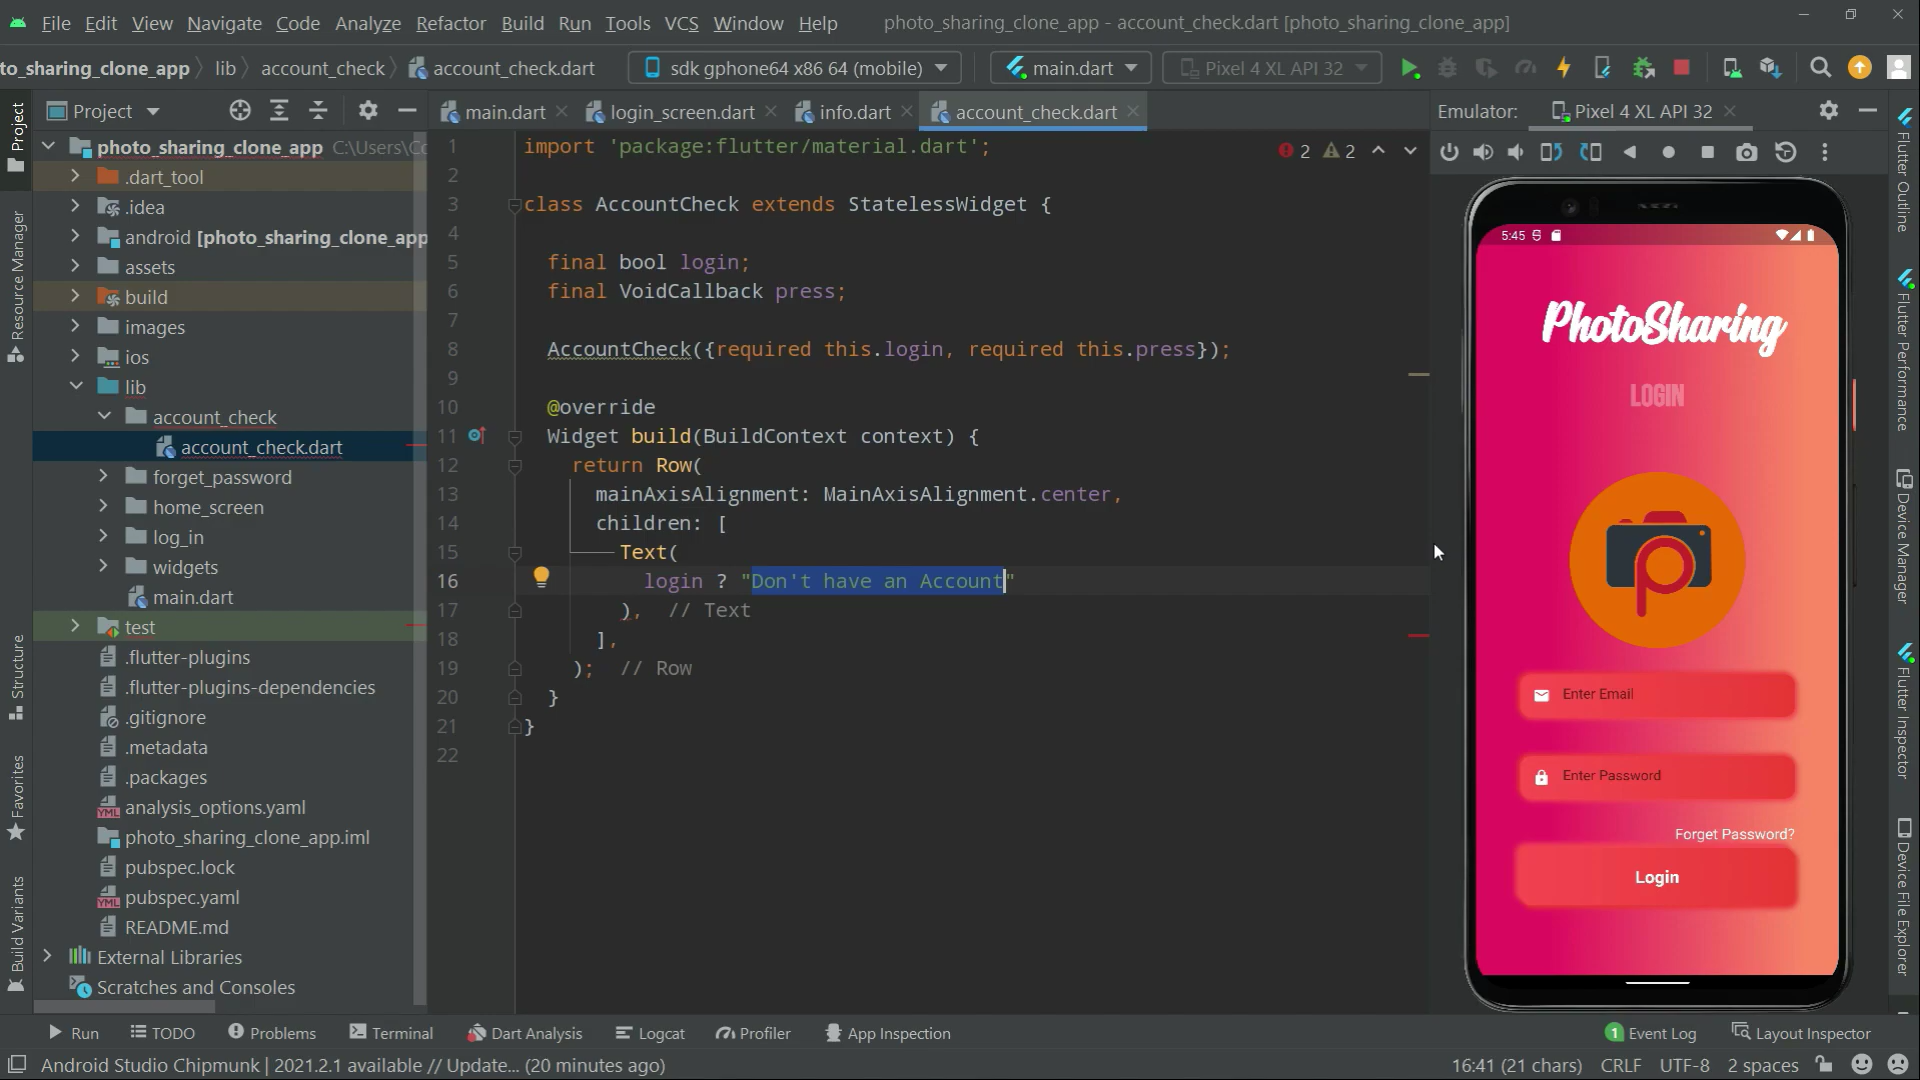 File Edit View Navigate Code Analyze Refactor Build Run Tools VCS Window Help photo_sharing_clone_app - account_check.dart [photo_sharing_clone_app]
to_sharing_clone_app lib account_check account_check.dart sdk gphone64 x86 64 (mobile) main.dart Pixel 4 XL API 32
Project
main.dart login_screen.dart info.dart account_check.dart
Emulator: Pixel 4 XL API 32
photo_sharing_clone_app C:\Users\Co
.dart_tool
.idea
android [photo_sharing_clone_app
assets
build
images
ios
lib
account_check
account_check.dart
forget_password
home_screen
log_in
widgets
main.dart
test
.flutter-plugins
.flutter-plugins-dependencies
.gitignore
.metadata
.packages
analysis_options.yaml
photo_sharing_clone_app.iml
pubspec.lock
pubspec.yaml
README.md
External Libraries
Scratches and Consoles
2 2
1 import 'package:flutter/material.dart';
2
3 class AccountCheck extends StatelessWidget {
4
5 final bool login;
6 final VoidCallback press;
7
8 AccountCheck({required this.login, required this.press});
9
10 @override
11 Widget build(BuildContext context) {
12 return Row(
13 mainAxisAlignment: MainAxisAlignment.center,
14 children: [
15 Text(
16 login ? "Don't have an Account"
17 ), // Text
18 ],
19 ); // Row
20 }
21 }
22
5:45
PhotoSharing
LOGIN
Enter Email
Enter Password
Forget Password?
Login
Project
Resource Manager
Structure
Favorites
Build Variants
Flutter Outline
Flutter Performance
Device Manager
Flutter Inspector
Device File Explorer
Run TODO Problems Terminal Dart Analysis Logcat Profiler App Inspection 1 Event Log Layout Inspector
Android Studio Chipmunk | 2021.2.1 available // Update... (20 minutes ago) 16:41 (21 chars) CRLF UTF-8 2 spaces